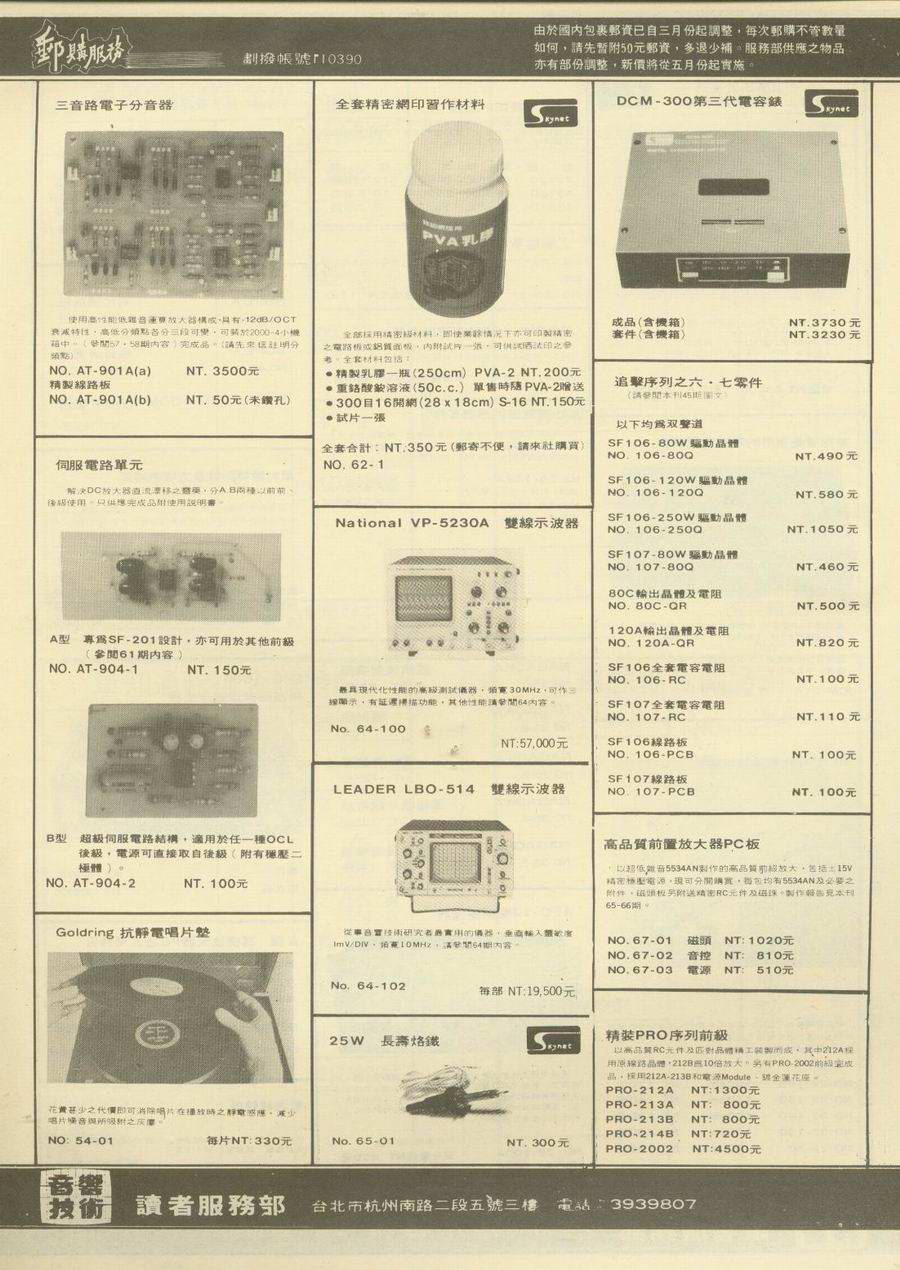 郵購服務
劃撥帳號110390
由於國內包裹郵資已自三月份起調整，每次郵購不管數量
如何，請先暫附50元郵資，多退少補。服務部供應之物品
亦有部份調整，新價將從五月份起實施。
三音路電子分音器
使用高性能低雜音運算放大器構成，具有-12dB/OCT
衰減特性，高低分頻點各分三段可變，可裝於2000-4小機
箱中。（參閱57，58期內容）完成品。(請先來信註明分
頻點)
NO. AT-901A(a) NT. 3500元
精製線路板
NO. AT-901A(b) NT. 50元(未鑽孔)
伺服電路單元
解決DC放大器直流漂移之靈藥，分A.B兩種以前前、
後級使用。只供應完成品附使用說明書。
A型 專為SF-201設計，亦可用於其他前級
（參閱61期內容）
NO. AT-904-1 NT. 150元
B型 超級伺服電路結構，適用於任一種OCL
後級，電源可直接取自後級（附有穩壓二
極體）。
NO. AT-904-2 NT. 100元
Goldring 抗靜電唱片墊
花費甚少之代價即可消除唱片在播放時之靜電感應，減少
唱片噪音與所吸附之灰塵。
NO: 54-01 每片NT:330元
全套精密網印習作材料
Skynet
PVA乳膠
全部採用精密級材料，即使業餘情況下亦可印製精密
之電路板或鋁質面板，內附試片一張，可供試晒試印之參
考。全套材料包括：
●精製乳膠一瓶(250cm) PVA-2 NT.200元
●重鉻酸銨溶液(50c.c.) 單售時隨PVA-2贈送
●300目16開網(28 x 18cm) S-16 NT.150元
●試片一張
全套合計：NT.350元(郵寄不便，請來社購買)
NO. 62-1
National VP-5230A 雙線示波器
最具現代化性能的高級測試儀器，頻寬30MHz，可作三
線顯示，有延遲掃描功能，其他性能請參閱64內容。
No. 64-100
NT:57,000元
LEADER LBO-514 雙線示波器
從事音響技術研究者最實用的儀器，垂直輸入靈敏度
1mV/DIV，頻寬10MHz，請參閱64期內容。
No. 64-102 每部 NT:19,500元
25W 長壽烙鐵
Skynet
No. 65-01 NT. 300元
DCM-300第三代電容錶
Skynet
成品(含機箱) NT.3730元
套件(含機箱) NT.3230元
追擊序列之六・七零件
(請參閱本刊45期圖文)
以下均為双聲道
SF106-80W驅動晶體
NO. 106-80Q NT.490元
SF106-120W驅動晶體
NO. 106-120Q NT.580元
SF106-250W驅動晶體
NO. 106-250Q NT.1050元
SF107-80W驅動晶體
NO. 107-80Q NT.460元
80C輸出晶體及電阻
NO. 80C-QR NT.500元
120A輸出晶體及電阻
NO. 120A-QR NT.820元
SF106全套電容電阻
NO. 106-RC NT.100元
SF107全套電容電阻
NO. 107-RC NT.110元
SF106線路板
NO. 106-PCB NT. 100元
SF107線路板
NO. 107-PCB NT. 100元
高品質前置放大器PC板
以超低雜音5534AN製作的高品質前級放大，包括±15V
精密穩壓電源，現可分開購買，每包均有5534AN及必要之
附件，磁頭板另附送精密RC元件及磁珠。製作報告見本刊
65-66期。
NO.67-01 磁頭 NT:1020元
NO.67-02 音控 NT: 810元
NO.67-03 電源 NT: 510元
精裝PRO序列前級
以高品質RC元件及匹對晶體精工裝製而成，其中212A採
用原線路晶體，212B為10倍放大。另有PRO-2002前級完成
品，採用212A-213B和電源Module，鍍金蓮花座。
PRO-212A NT:1300元
PRO-213A NT: 800元
PRO-213B NT: 800元
PRO-214B NT:720元
PRO-2002 NT:4500元
音響
技術
讀者服務部 台北市杭州南路二段五號三樓 電話：3939807